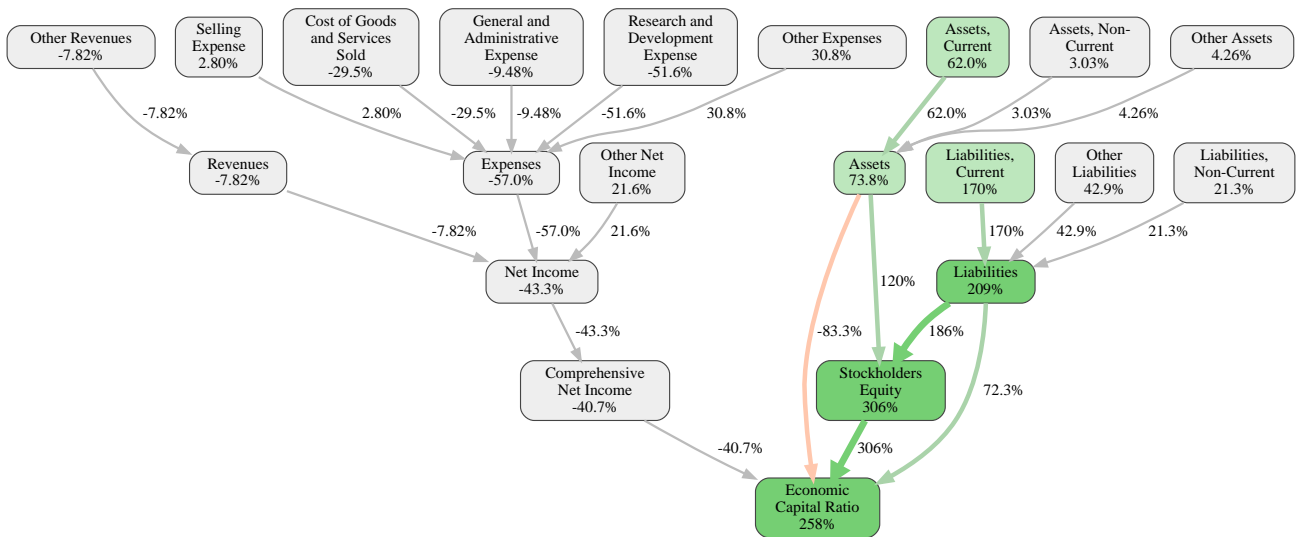 Other Revenues
-7.82%
Selling
Expense
2.80%
Cost of Goods
and Services
Sold
-29.5%
General and
Administrative
Expense
-9.48%
Research and
Development
Expense
-51.6%
Other Expenses
30.8%
Assets,
Current
62.0%
Assets, Non-
Current
3.03%
Other Assets
4.26%
-7.82%
2.80%
-29.5%
-9.48%
-51.6%
30.8%
62.0%
3.03%
4.26%
Revenues
-7.82%
Expenses
-57.0%
Other Net
Income
21.6%
Assets
73.8%
Liabilities,
Current
170%
Other
Liabilities
42.9%
Liabilities,
Non-Current
21.3%
-7.82%
-57.0%
21.6%
170%
42.9%
21.3%
Net Income
-43.3%
120%
Liabilities
209%
-43.3%
-83.3%
186%
Comprehensive
Net Income
-40.7%
Stockholders
Equity
306%
72.3%
-40.7%
306%
Economic
Capital Ratio
258%